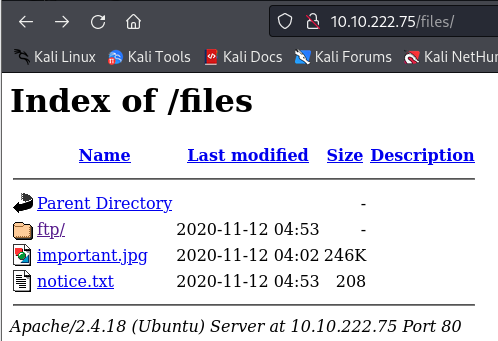 10.10.222.75/files/
Kali Linux Kali Tools Kali Docs Kali Forums Kali NetHun
Index of /files
Name Last modified Size Description
Parent Directory -
ftp/ 2020-11-12 04:53 -
important.jpg 2020-11-12 04:02 246K
notice.txt 2020-11-12 04:53 208
Apache/2.4.18 (Ubuntu) Server at 10.10.222.75 Port 80